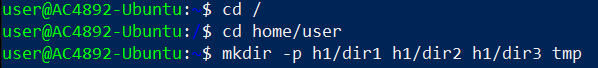 user@AC4892-Ubuntu: $ cd /
user@AC4892-Ubuntu: $ cd home/user
user@AC4892-Ubuntu: $ mkdir -p h1/dir1 h1/dir2 h1/dir3 tmp